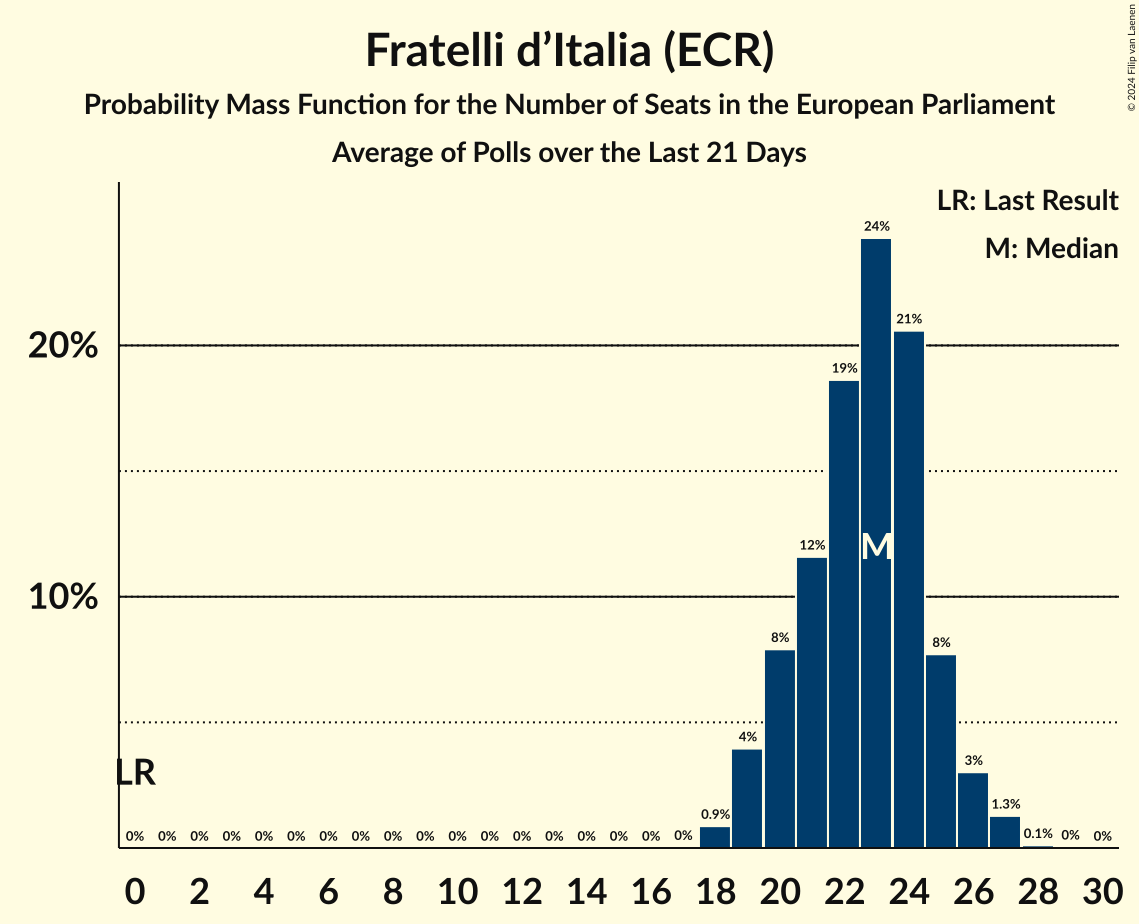 Fratelli d’Italia (ECR)
Probability Mass Function for the Number of Seats in the European Parliament
Average of Polls over the Last 21 Days
© 2024 Filip van Laenen
LR: Last Result
M: Median
24%
21%
20%
19%
12%
M
10%
8%
8%
4%
3%
LR
1.3%
0.9%
0% 0% 0% 0% 0% 0% 0% 0% 0% 0% 0% 0% 0% 0% 0% 0% 0% 0% 0.1% 0% 0%
0 2 4 6 8 10 12 14 16 18 20 22 24 26 28 30